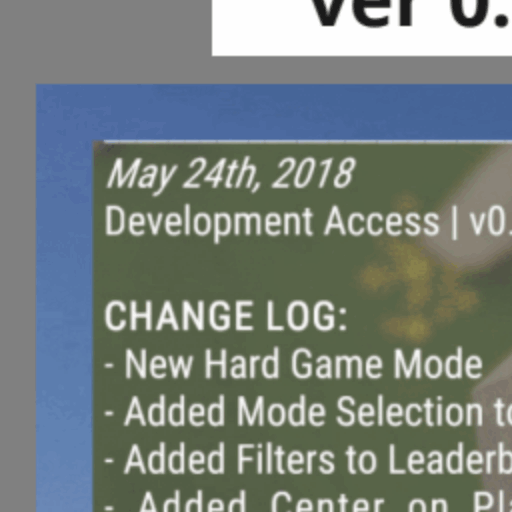 ver 0.
May 24th, 2018
Development Access | v0.
CHANGE LOG:
- New Hard Game Mode
- Added Mode Selection to
- Added Filters to Leaderb
- Added Center on Pla